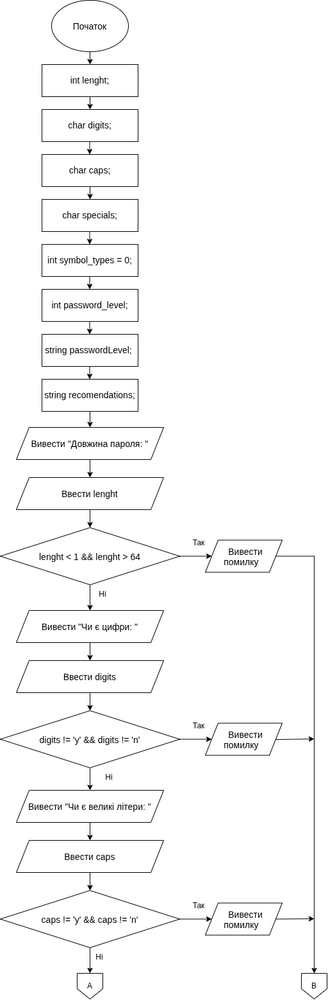 Початок
int lenght;
char digits;
char caps;
char specials;
int symbol_types = 0;
int password_level;
string passwordLevel;
string recomendations;
Вивести "Довжина пароля: "
Ввести lenght
lenght < 1 && lenght > 64
Так
Вивести
помилку
Ні
Вивести "Чи є цифри: "
Ввести digits
digits != 'y' && digits != 'n'
Так
Вивести
помилку
Ні
Вивести "Чи є великі літери: "
Ввести caps
caps != 'y' && caps != 'n'
Так
Вивести
помилку
Ні
A
B